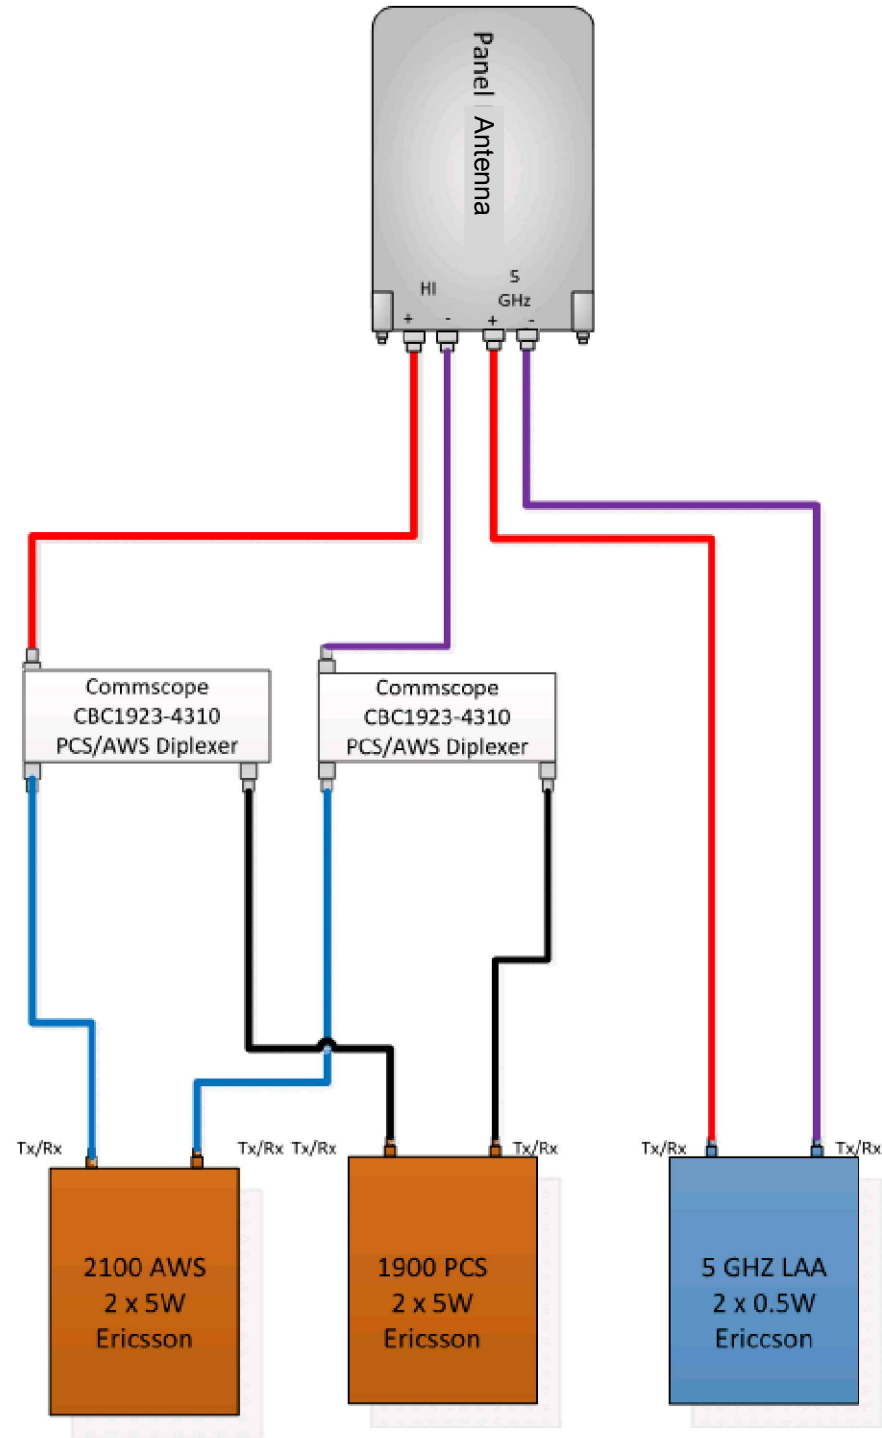 Panel Antenna
HI
5
GHz
+ - + -
Commscope
CBC1923-4310
PCS/AWS Diplexer
Commscope
CBC1923-4310
PCS/AWS Diplexer
Tx/Rx
Tx/Rx
Tx/Rx
Tx/Rx
Tx/Rx
Tx/Rx
2100 AWS
2 x 5W
Ericsson
1900 PCS
2 x 5W
Ericsson
5 GHZ LAA
2 x 0.5W
Ericcson